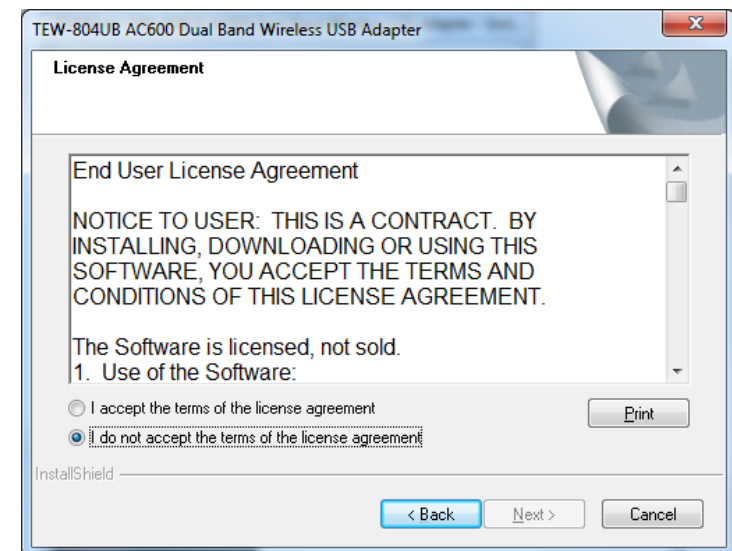 TEW-804UB AC600 Dual Band Wireless USB Adapter
License Agreement
End User License Agreement
NOTICE TO USER:  THIS IS A CONTRACT.  BY
INSTALLING, DOWNLOADING OR USING THIS
SOFTWARE, YOU ACCEPT THE TERMS AND
CONDITIONS OF THIS LICENSE AGREEMENT.
The Software is licensed, not sold.
1.  Use of the Software:
I accept the terms of the license agreement
Print
I do not accept the terms of the license agreement
InstallShield
< Back
Next >
Cancel